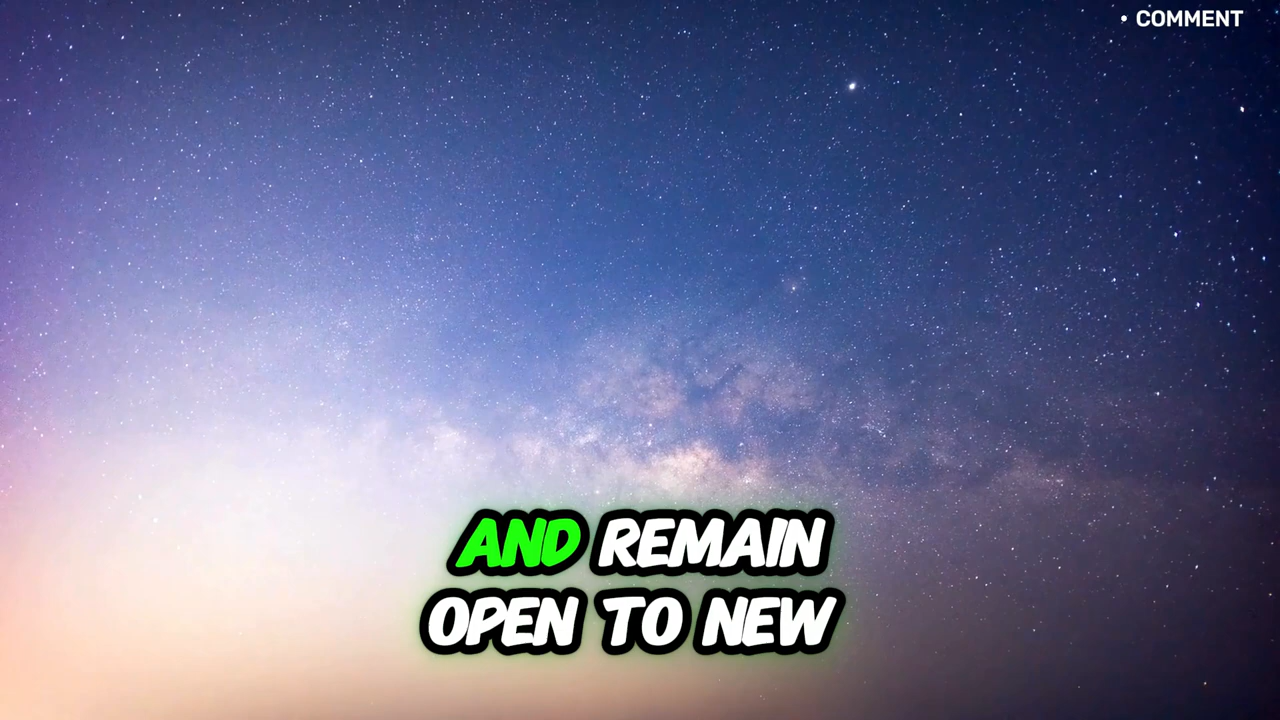 • COMMENT
AND REMAIN
OPEN TO NEW